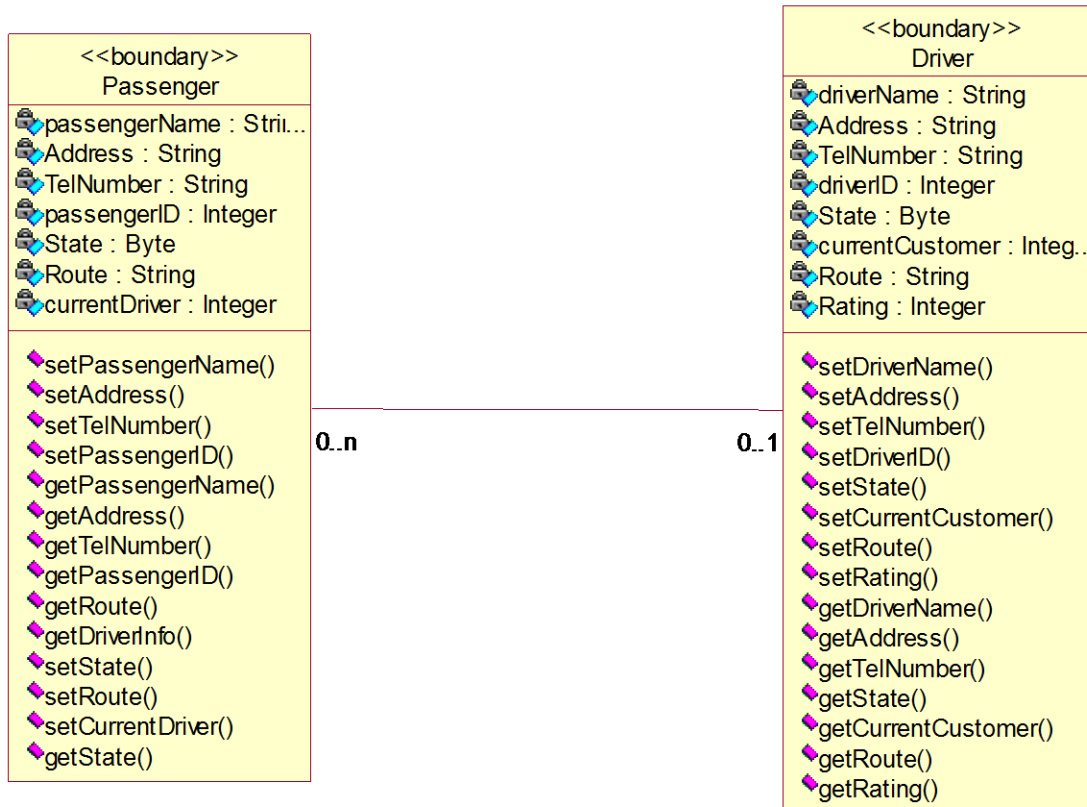 <<boundary>>
Passenger
passengerName : Strin...
Address : String
TelNumber : String
passengerID : Integer
State : Byte
Route : String
currentDriver : Integer
setPassengerName()
setAddress()
setTelNumber()
setPassengerID()
getPassengerName()
getAddress()
getTelNumber()
getPassengerID()
getRoute()
getDriverInfo()
setState()
setRoute()
setCurrentDriver()
getState()
0..n
0..1
<<boundary>>
Driver
driverName : String
Address : String
TelNumber : String
driverID : Integer
State : Byte
currentCustomer : Integ...
Route : String
Rating : Integer
setDriverName()
setAddress()
setTelNumber()
setDriverID()
setState()
setCurrentCustomer()
setRoute()
setRating()
getDriverName()
getAddress()
getTelNumber()
getState()
getCurrentCustomer()
getRoute()
getRating()